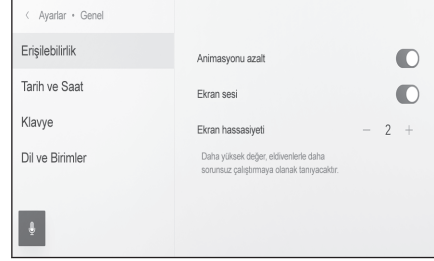 < Ayarlar • Genel
Erişilebilirlik
Tarih ve Saat
Klavye
Dil ve Birimler
Animasyonu azalt
Ekran sesi
Ekran hassasiyeti
− 2 +
Daha yüksek değer, eldivenlerle daha
sorunsuz çalıştırmaya olanak tanıyacaktır.